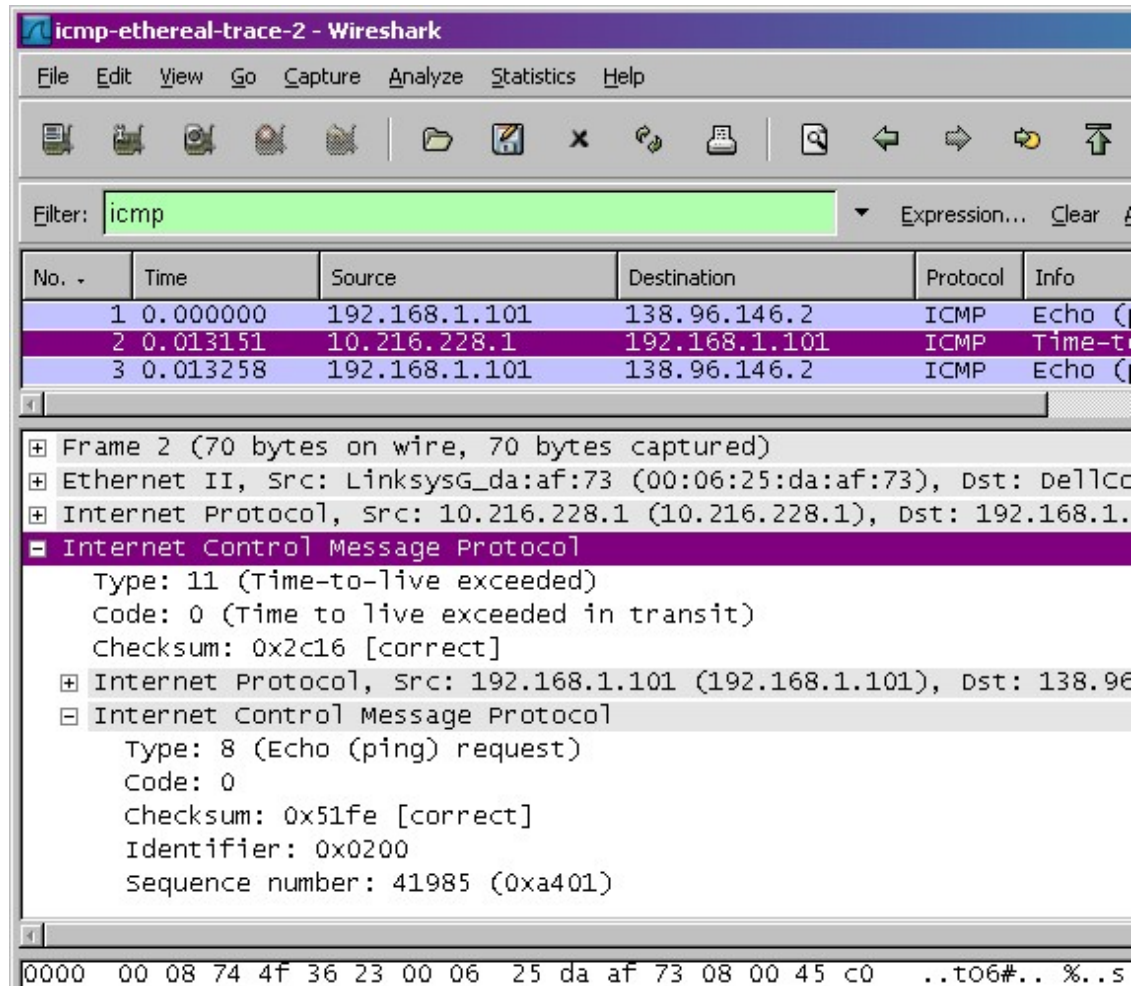 icmp-ethereal-trace-2 - Wireshark
File Edit View Go Capture Analyze Statistics Help
Filter: icmp Expression... Clear
No. Time Source Destination Protocol Info
1 0.000000 192.168.1.101 138.96.146.2 ICMP Echo (
2 0.013151 10.216.228.1 192.168.1.101 ICMP Time-t
3 0.013258 192.168.1.101 138.96.146.2 ICMP Echo (
Frame 2 (70 bytes on wire, 70 bytes captured)
Ethernet II, Src: LinksysG_da:af:73 (00:06:25:da:af:73), Dst: DellCo
Internet Protocol, Src: 10.216.228.1 (10.216.228.1), Dst: 192.168.1.
Internet Control Message Protocol
Type: 11 (Time-to-live exceeded)
Code: 0 (Time to live exceeded in transit)
Checksum: 0x2c16 [correct]
Internet Protocol, Src: 192.168.1.101 (192.168.1.101), Dst: 138.96
Internet Control Message Protocol
Type: 8 (Echo (ping) request)
Code: 0
Checksum: 0x51fe [correct]
Identifier: 0x0200
Sequence number: 41985 (0xa401)
0000 00 08 74 4f 36 23 00 06 25 da af 73 08 00 45 c0 ..tO6#.. %..s